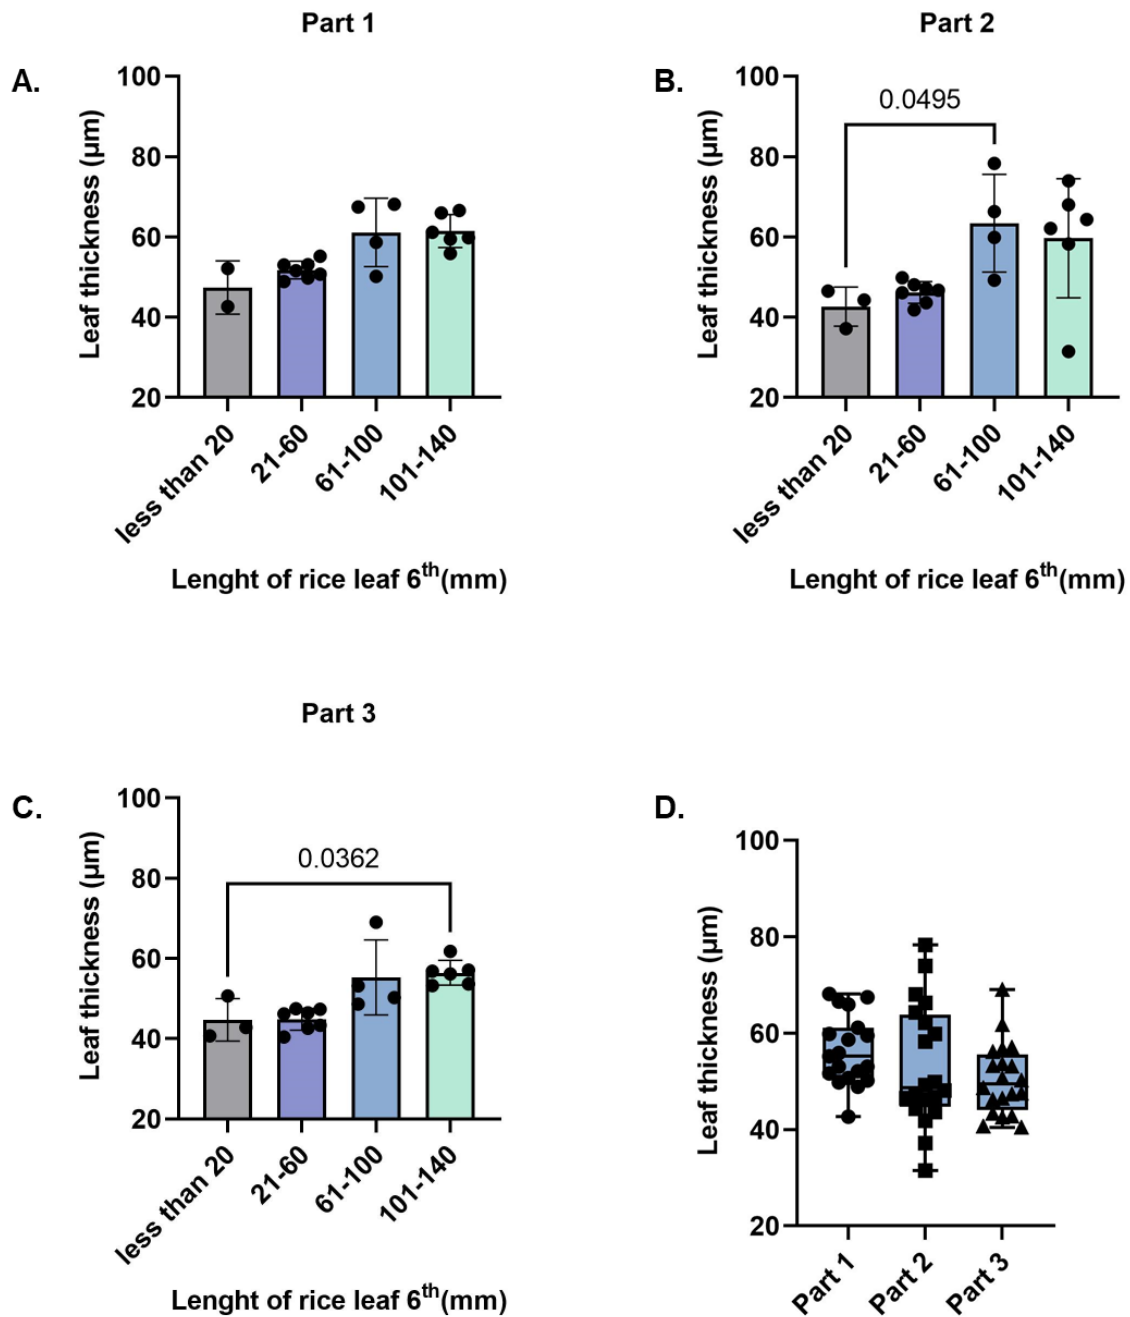 Part 1
A.
100
80
60
40
20
Leaf thickness (µm)
less than 20
21-60
61-100
101-140
Lenght of rice leaf 6th(mm)
Part 2
B.
100
80
60
40
20
Leaf thickness (µm)
0.0495
less than 20
21-60
61-100
101-140
Lenght of rice leaf 6th(mm)
Part 3
C.
100
80
60
40
20
Leaf thickness (µm)
0.0362
less than 20
21-60
61-100
101-140
Lenght of rice leaf 6th(mm)
D.
100
80
60
40
20
Leaf thickness (µm)
Part 1
Part 2
Part 3